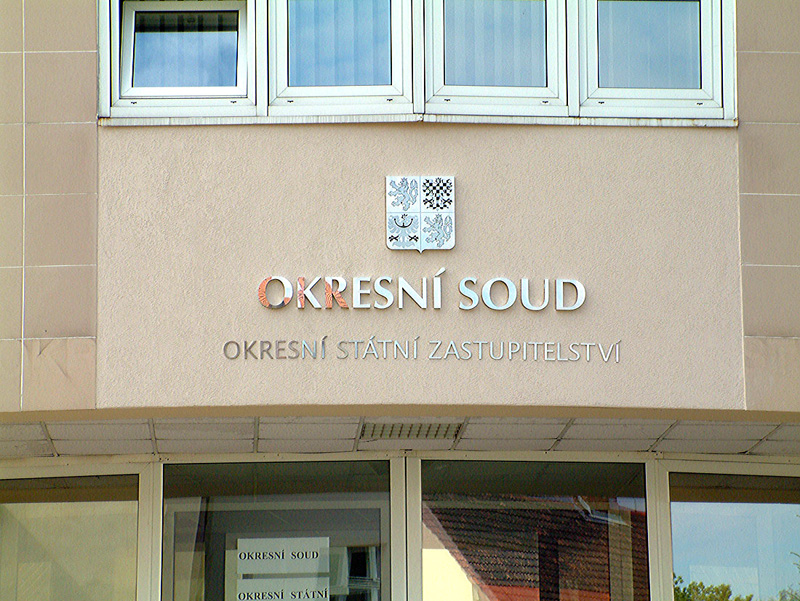 OKRESNÍ SOUD
OKRESNÍ STÁTNÍ ZASTUPITELSTVÍ
OKRESNÍ SOUD
OKRESNÍ STÁTNÍ